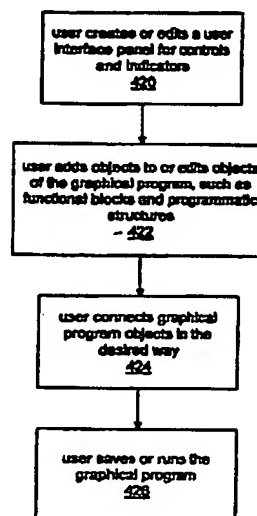 user creates or edits a user
interface panel for controls
and indicators
420
user adds objects to or edits objects
of the graphical program, such as
functional blocks and programmatic
structures
422
user connects graphical
program objects in the
desired way
424
user saves or runs the
graphical program
426